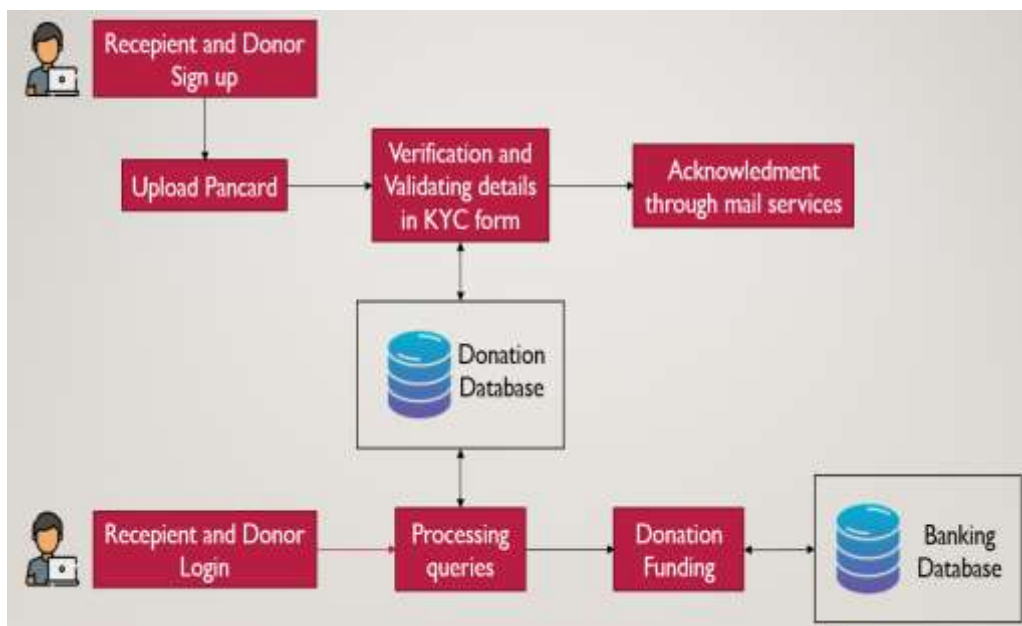 Recepient and Donor
Sign up
Upload Pancard
Verification and
Validating details
in KYC form
Acknowledment
through mail services
Donation
Database
Recepient and Donor
Login
Processing
queries
Donation
Funding
Banking
Database